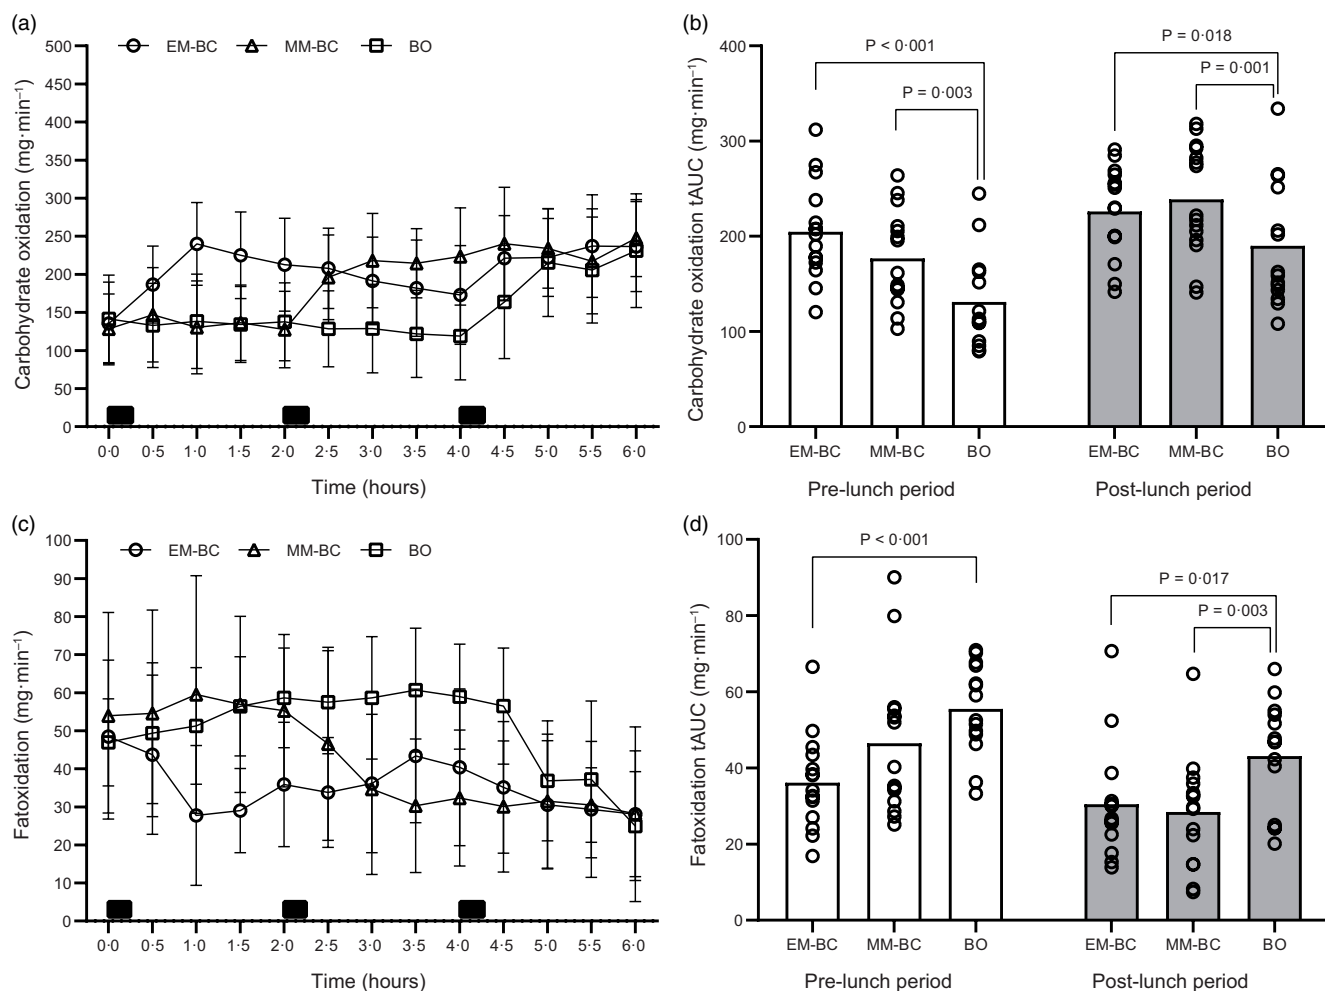 (a)
EM-BC MM-BC BO
Carbohydrate oxidation (mg·min⁻¹)
500
450
400
350
300
250
200
150
100
50
0
0·0 0·5 1·0 1·5 2·0 2·5 3·0 3·5 4·0 4·5 5·0 5·5 6·0
Time (hours)
(b)
Carbohydrate oxidation tAUC (mg·min⁻¹)
400
300
200
100
0
P < 0·001
P = 0·003
P = 0·018
P = 0·001
EM-BC MM-BC BO EM-BC MM-BC BO
Pre-lunch period Post-lunch period
(c)
EM-BC MM-BC BO
Fatoxidation (mg·min⁻¹)
100
90
80
70
60
50
40
30
20
10
0
0·0 0·5 1·0 1·5 2·0 2·5 3·0 3·5 4·0 4·5 5·0 5·5 6·0
Time (hours)
(d)
Fatoxidation tAUC (mg·min⁻¹)
100
80
60
40
20
0
P < 0·001
P = 0·017
P = 0·003
EM-BC MM-BC BO EM-BC MM-BC BO
Pre-lunch period Post-lunch period